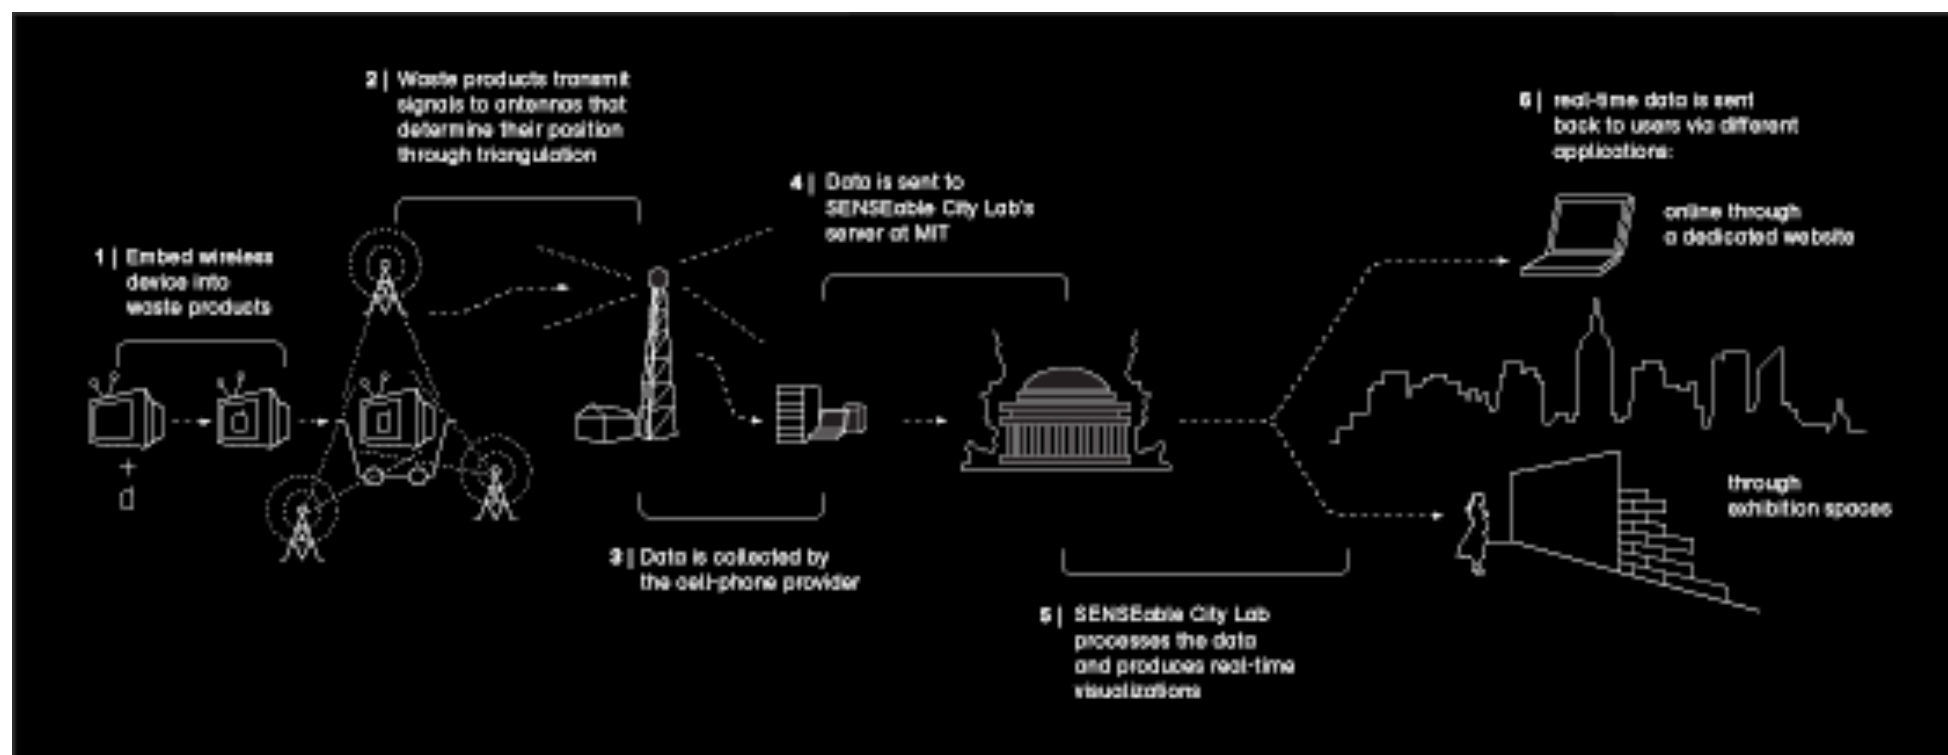 1 | Embed wireless
device into
waste products
d
d
+
d
2 | Waste products transmit
signals to antennas that
determine their position
through triangulation
3 | Data is collected by
the cell-phone provider
4 | Data is sent to
SENSEable City Lab's
server at MIT
5 | SENSEable City Lab
processes the data
and produces real-time
visualizations
6 | real-time data is sent
back to users via different
applications:
online through
a dedicated website
through
exhibition spaces